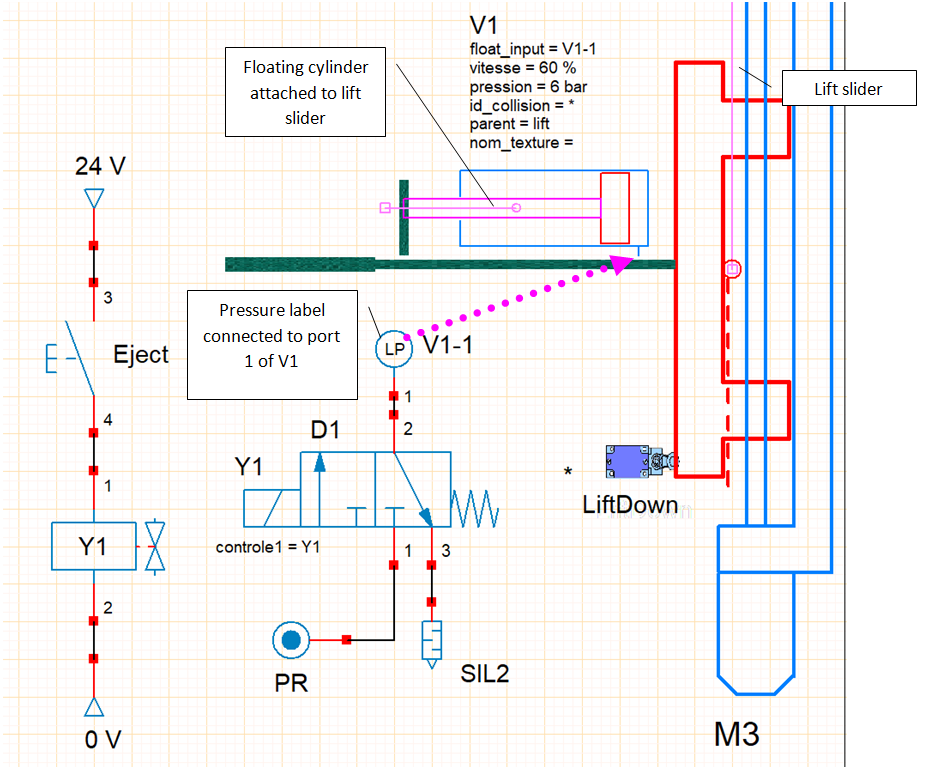 V1
float_input = V1-1
vitesse = 60 %
pression = 6 bar
id_collision = *
parent = lift
nom_texture =
Floating cylinder
attached to lift
slider
Lift slider
24 V
3
Eject
4
1
Y1
2
0 V
Pressure label
connected to port
1 of V1
LP
V1-1
1
2
D1
Y1
controle1 = Y1
1
3
PR
SIL2
*
LiftDown
M3